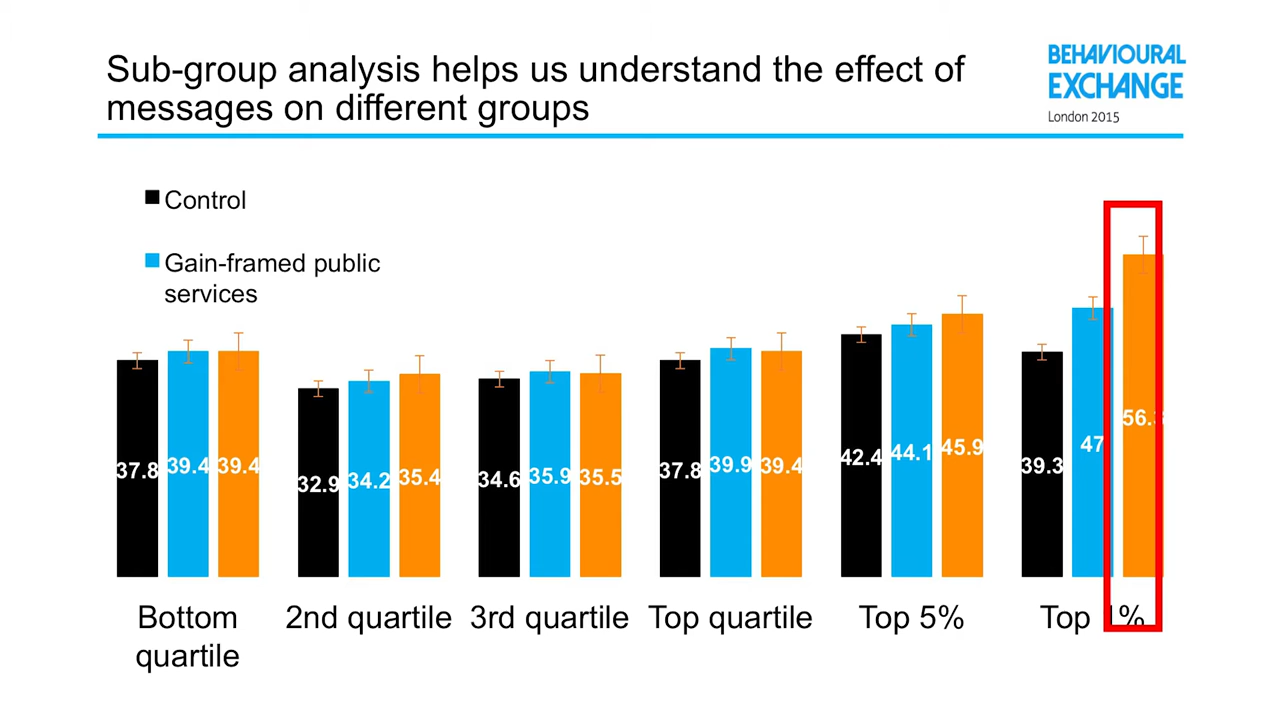 Sub-group analysis helps us understand the effect of
messages on different groups
BEHAVIOURAL
EXCHANGE
London 2015
Control
Gain-framed public
services
37.8
39.4
39.4
32.9
34.2
35.4
34.6
35.9
35.5
37.8
39.9
39.4
42.4
44.1
45.9
39.3
47
Bottom
quartile
2nd quartile
3rd quartile
Top quartile
Top 5%
Top 1%